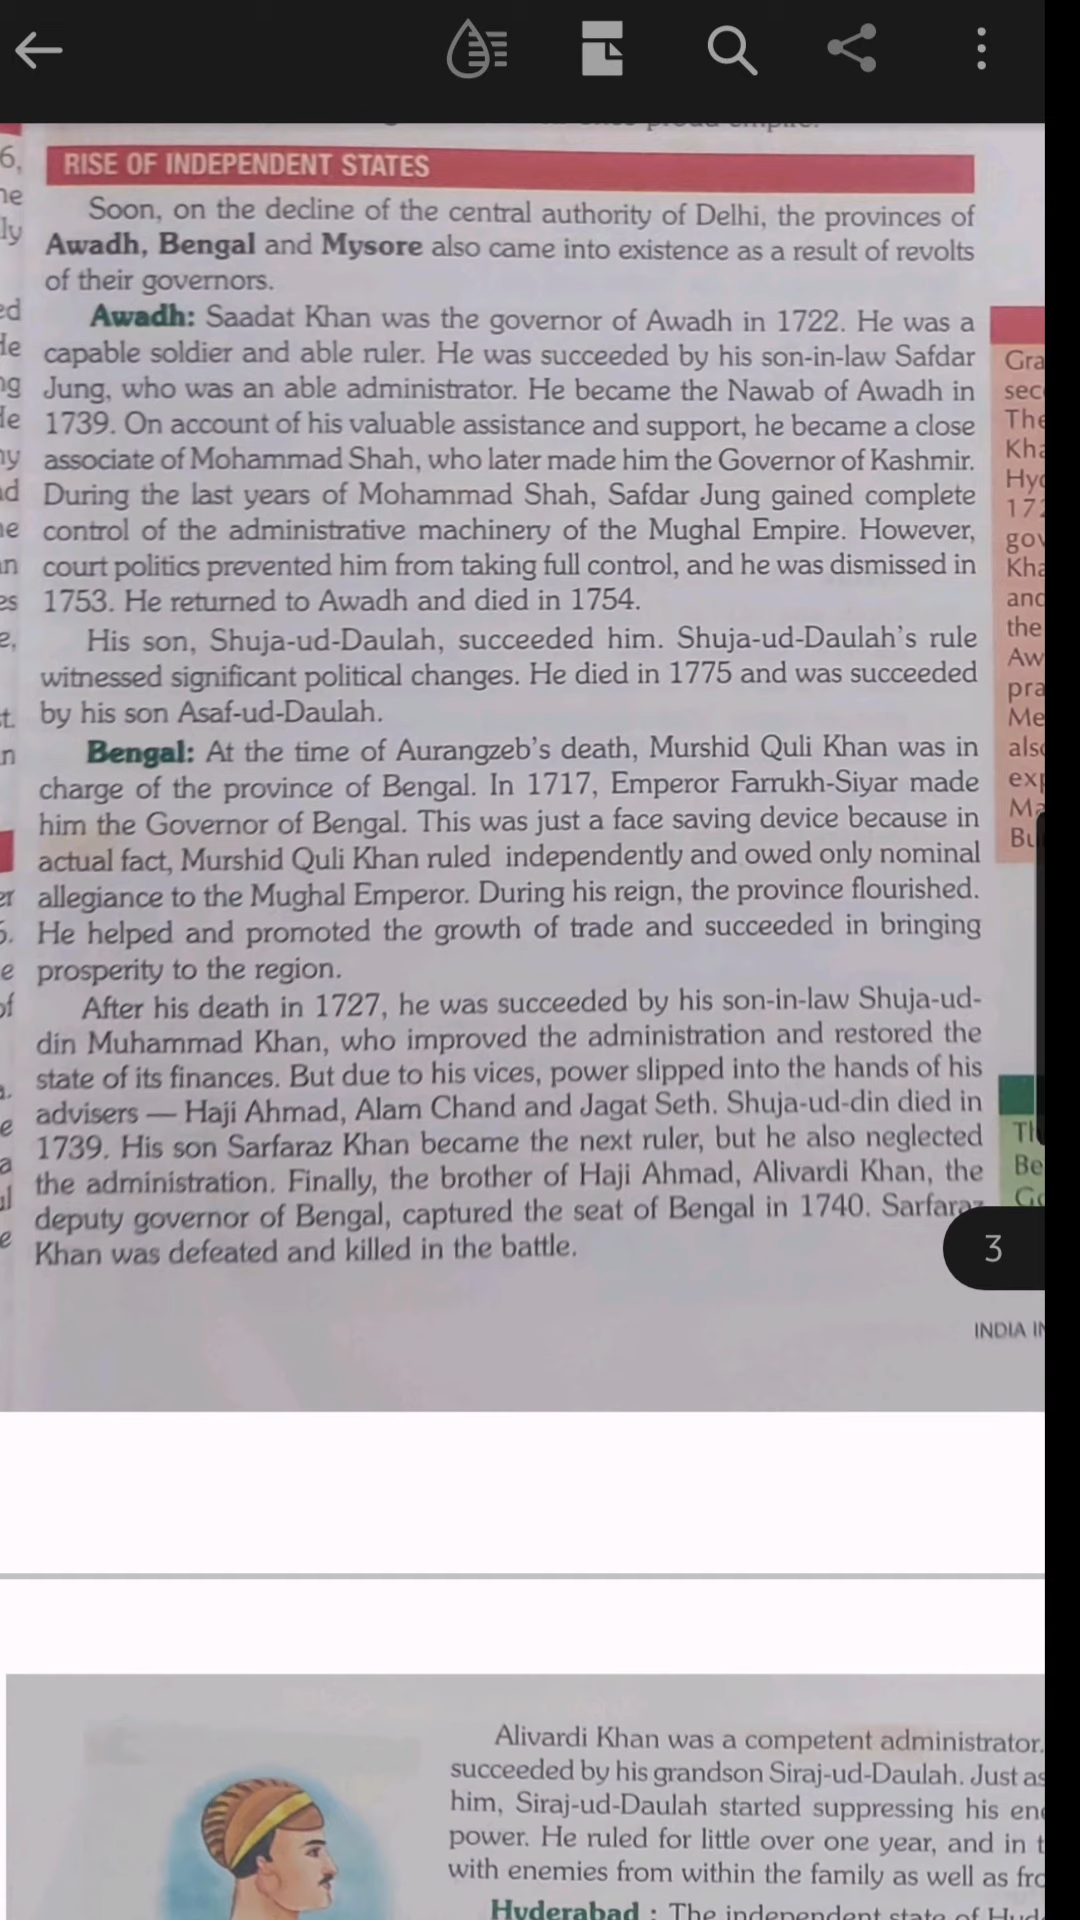 RISE OF INDEPENDENT STATES
Soon, on the decline of the central authority of Delhi, the provinces of
Awadh, Bengal and Mysore also came into existence as a result of revolts
of their governors.
Awadh: Saadat Khan was the governor of Awadh in 1722. He was a
capable soldier and able ruler. He was succeeded by his son-in-law Safdar
Jung, who was an able administrator. He became the Nawab of Awadh in
1739. On account of his valuable assistance and support, he became a close
associate of Mohammad Shah, who later made him the Governor of Kashmir.
During the last years of Mohammad Shah, Safdar Jung gained complete
control of the administrative machinery of the Mughal Empire. However,
court politics prevented him from taking full control, and he was dismissed in
1753. He returned to Awadh and died in 1754.
His son, Shuja-ud-Daulah, succeeded him. Shuja-ud-Daulah's rule
witnessed significant political changes. He died in 1775 and was succeeded
by his son Asaf-ud-Daulah.
Bengal: At the time of Aurangzeb's death, Murshid Quli Khan was in
charge of the province of Bengal. In 1717, Emperor Farrukh-Siyar made
him the Governor of Bengal. This was just a face saving device because in
actual fact, Murshid Quli Khan ruled independently and owed only nominal
allegiance to the Mughal Emperor. During his reign, the province flourished.
He helped and promoted the growth of trade and succeeded in bringing
prosperity to the region.
After his death in 1727, he was succeeded by his son-in-law Shuja-ud-
din Muhammad Khan, who improved the administration and restored the
state of its finances. But due to his vices, power slipped into the hands of his
advisers — Haji Ahmad, Alam Chand and Jagat Seth. Shuja-ud-din died in
1739. His son Sarfaraz Khan became the next ruler, but he also neglected
the administration. Finally, the brother of Haji Ahmad, Alivardi Khan, the
deputy governor of Bengal, captured the seat of Bengal in 1740. Sarfaraz
Khan was defeated and killed in the battle.
3
INDIA
Alivardi Khan was a competent administrator.
succeeded by his grandson Siraj-ud-Daulah. Just as
him, Siraj-ud-Daulah started suppressing his
power. He ruled for little over one year, and in
with enemies from within the family as well as
Hyderabad : The independent state of